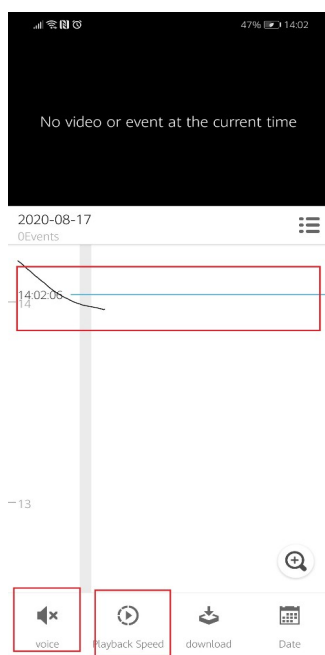 47% 14:02
No video or event at the current time
2020-08-17
0Events
14:02:06
14
13
voice Playback Speed download Date